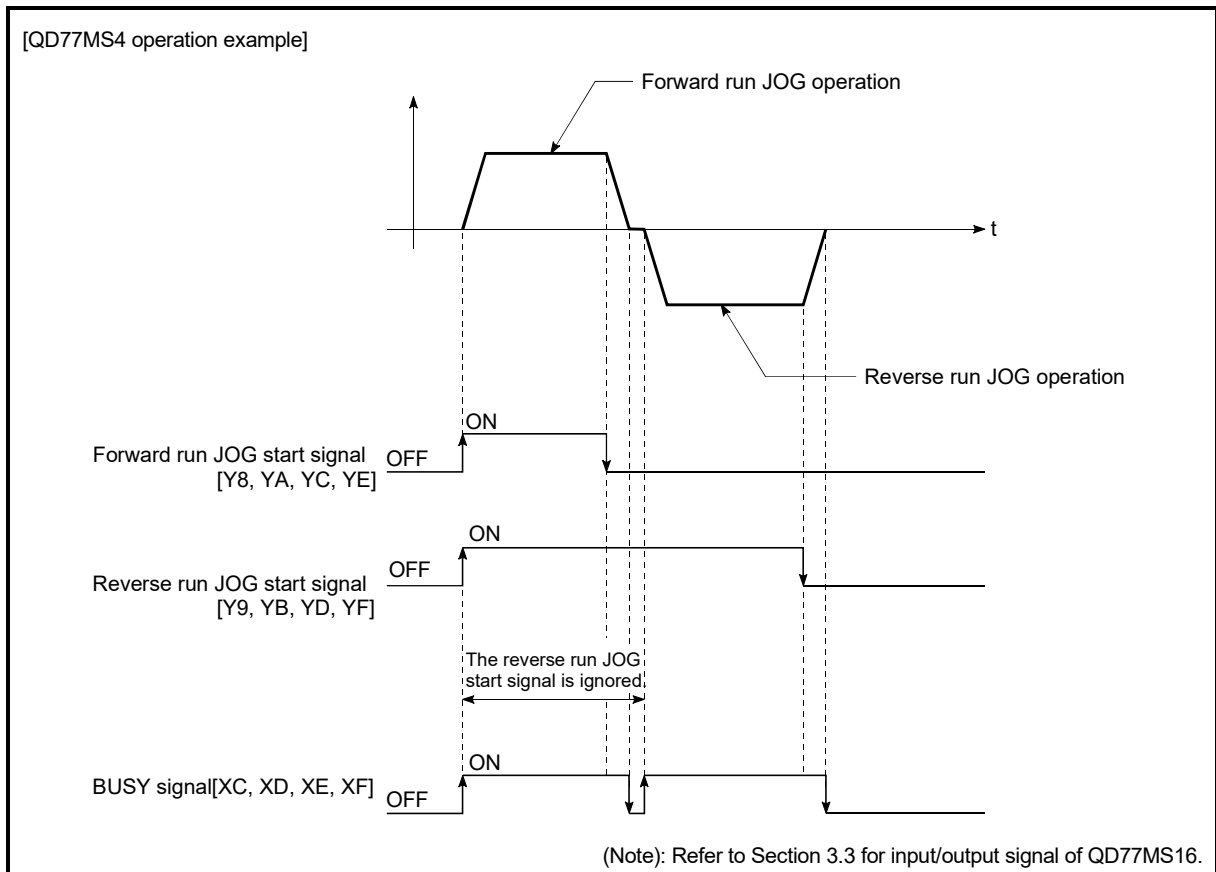 [QD77MS4 operation example]
Forward run JOG operation
t
Reverse run JOG operation
ON
Forward run JOG start signal
[Y8, YA, YC, YE]
OFF
ON
OFF
Reverse run JOG start signal
[Y9, YB, YD, YF]
The reverse run JOG
start signal is ignored.
ON
BUSY signal[XC, XD, XE, XF]
OFF
(Note): Refer to Section 3.3 for input/output signal of QD77MS16.